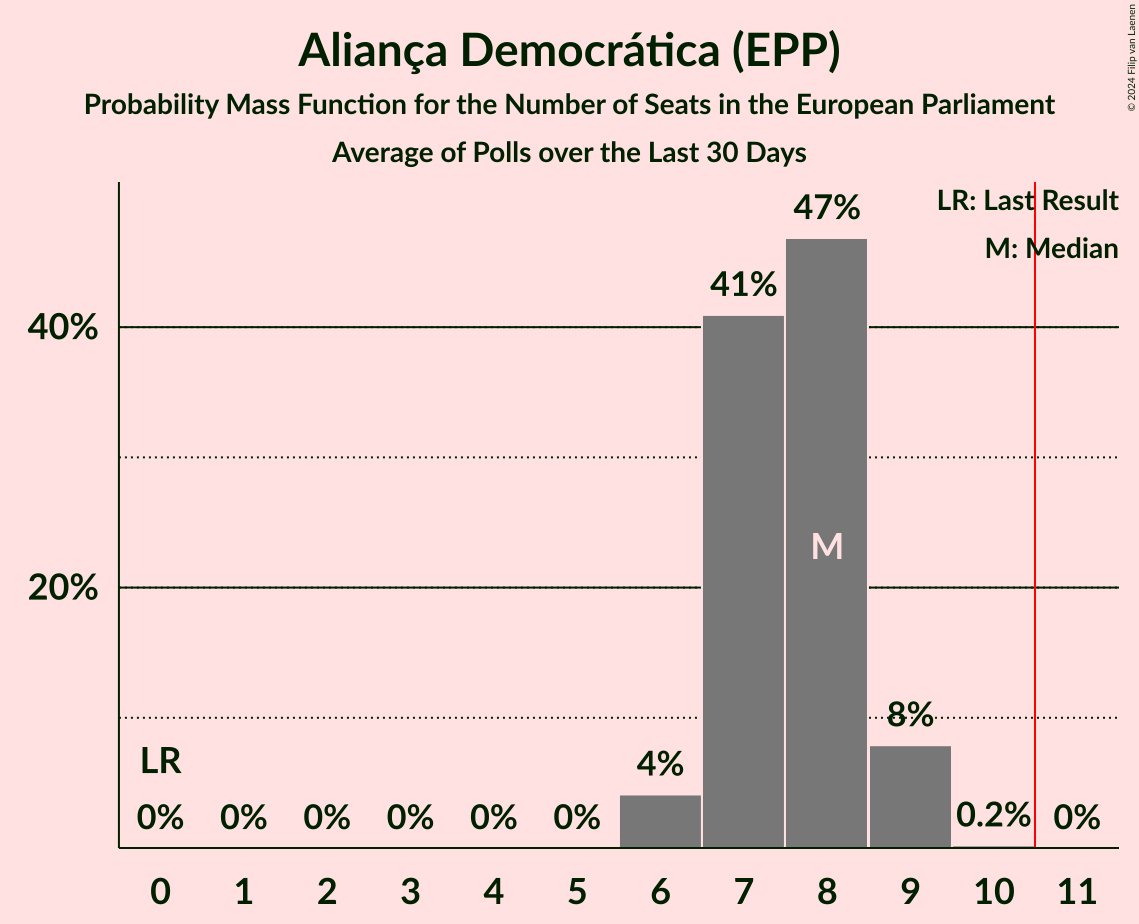 Aliança Democrática (EPP)
Probability Mass Function for the Number of Seats in the European Parliament
Average of Polls over the Last 30 Days
© 2024 Filip van Laenen
LR: Last Result
M: Median
47%
41%
40%
M
20%
8%
LR
4%
0% 0% 0% 0% 0% 0% 0.2% 0%
0 1 2 3 4 5 6 7 8 9 10 11